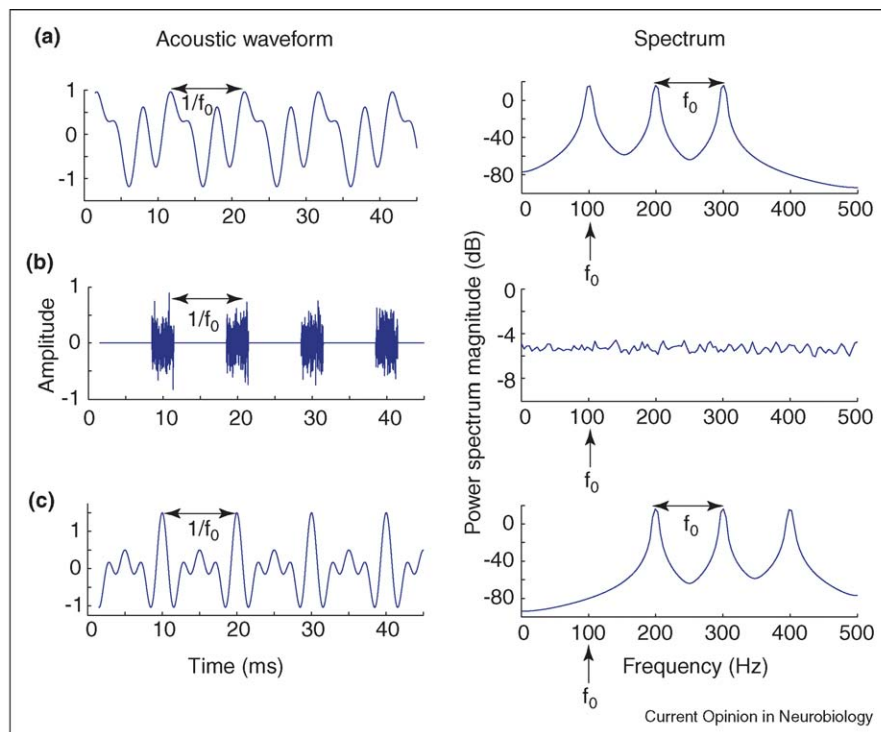 (a)
Acoustic waveform
Spectrum
1
0
-1
1/f0
0 10 20 30 40
0
-40
-80
f0
0 100 200 300 400 500
f0
(b)
1
0
-1
1/f0
0 10 20 30 40
Amplitude
Power spectrum magnitude (dB)
0
-4
-8
0 100 200 300 400 500
f0
(c)
1
0
-1
1/f0
0 10 20 30 40
Time (ms)
0
-40
-80
f0
0 100 200 300 400 500
Frequency (Hz)
f0
Current Opinion in Neurobiology